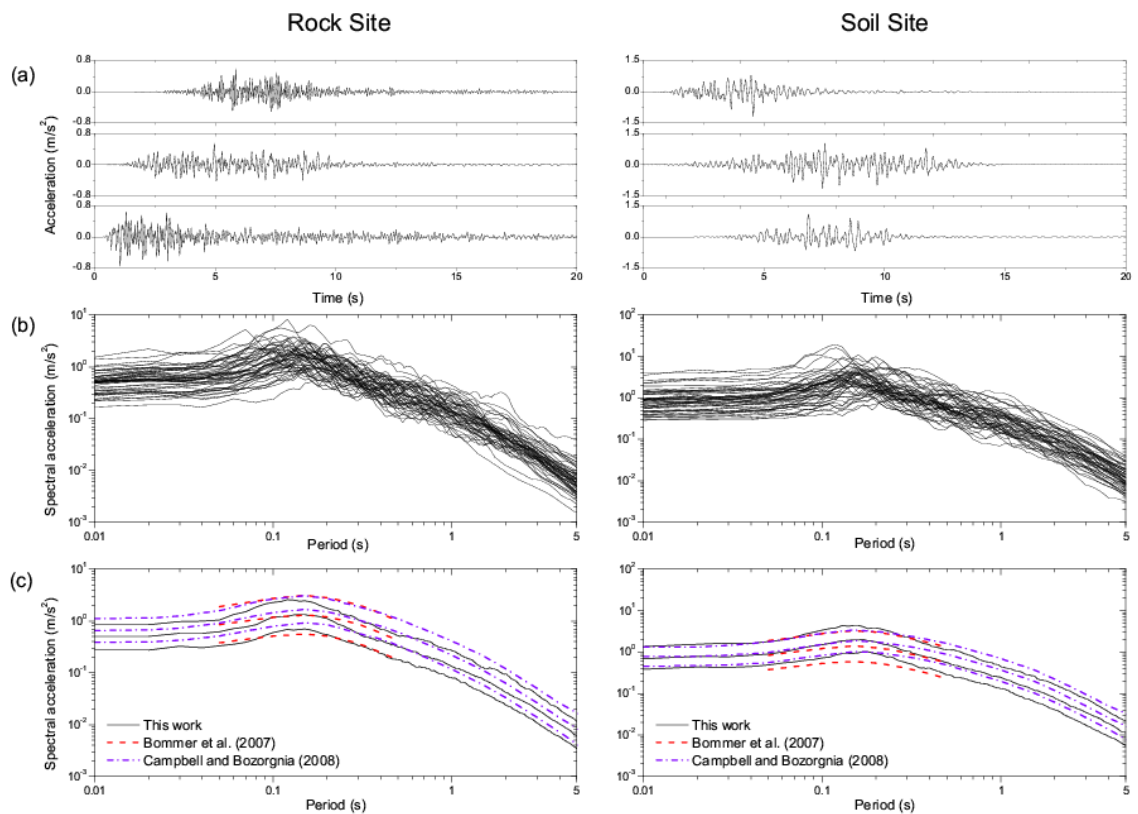 Rock Site Soil Site
(a)
0.8 1.5
0.0 0.0
-0.8 -1.5
Acceleration (m/s²)
0.8 1.5
0.0 0.0
-0.8 -1.5
0.8 1.5
0.0 0.0
-0.8 -1.5
0 5 10 15 20 0 5 10 15 20
Time (s) Time (s)
(b)
10¹ 10²
10⁰ 10¹
10⁻¹ 10⁰
10⁻² 10⁻¹
10⁻³ 10⁻²
10⁻³
Spectral acceleration (m/s²) Spectral acceleration (m/s²)
0.01 0.1 1 5 0.01 0.1 1 5
Period (s) Period (s)
(c)
10¹ 10²
10⁰ 10¹
10⁻¹ 10⁰
10⁻² 10⁻¹
10⁻³ 10⁻²
10⁻³
Spectral acceleration (m/s²) Spectral acceleration (m/s²)
This work This work
Bommer et al. (2007) Bommer et al. (2007)
Campbell and Bozorgnia (2008) Campbell and Bozorgnia (2008)
0.01 0.1 1 5 0.01 0.1 1 5
Period (s) Period (s)